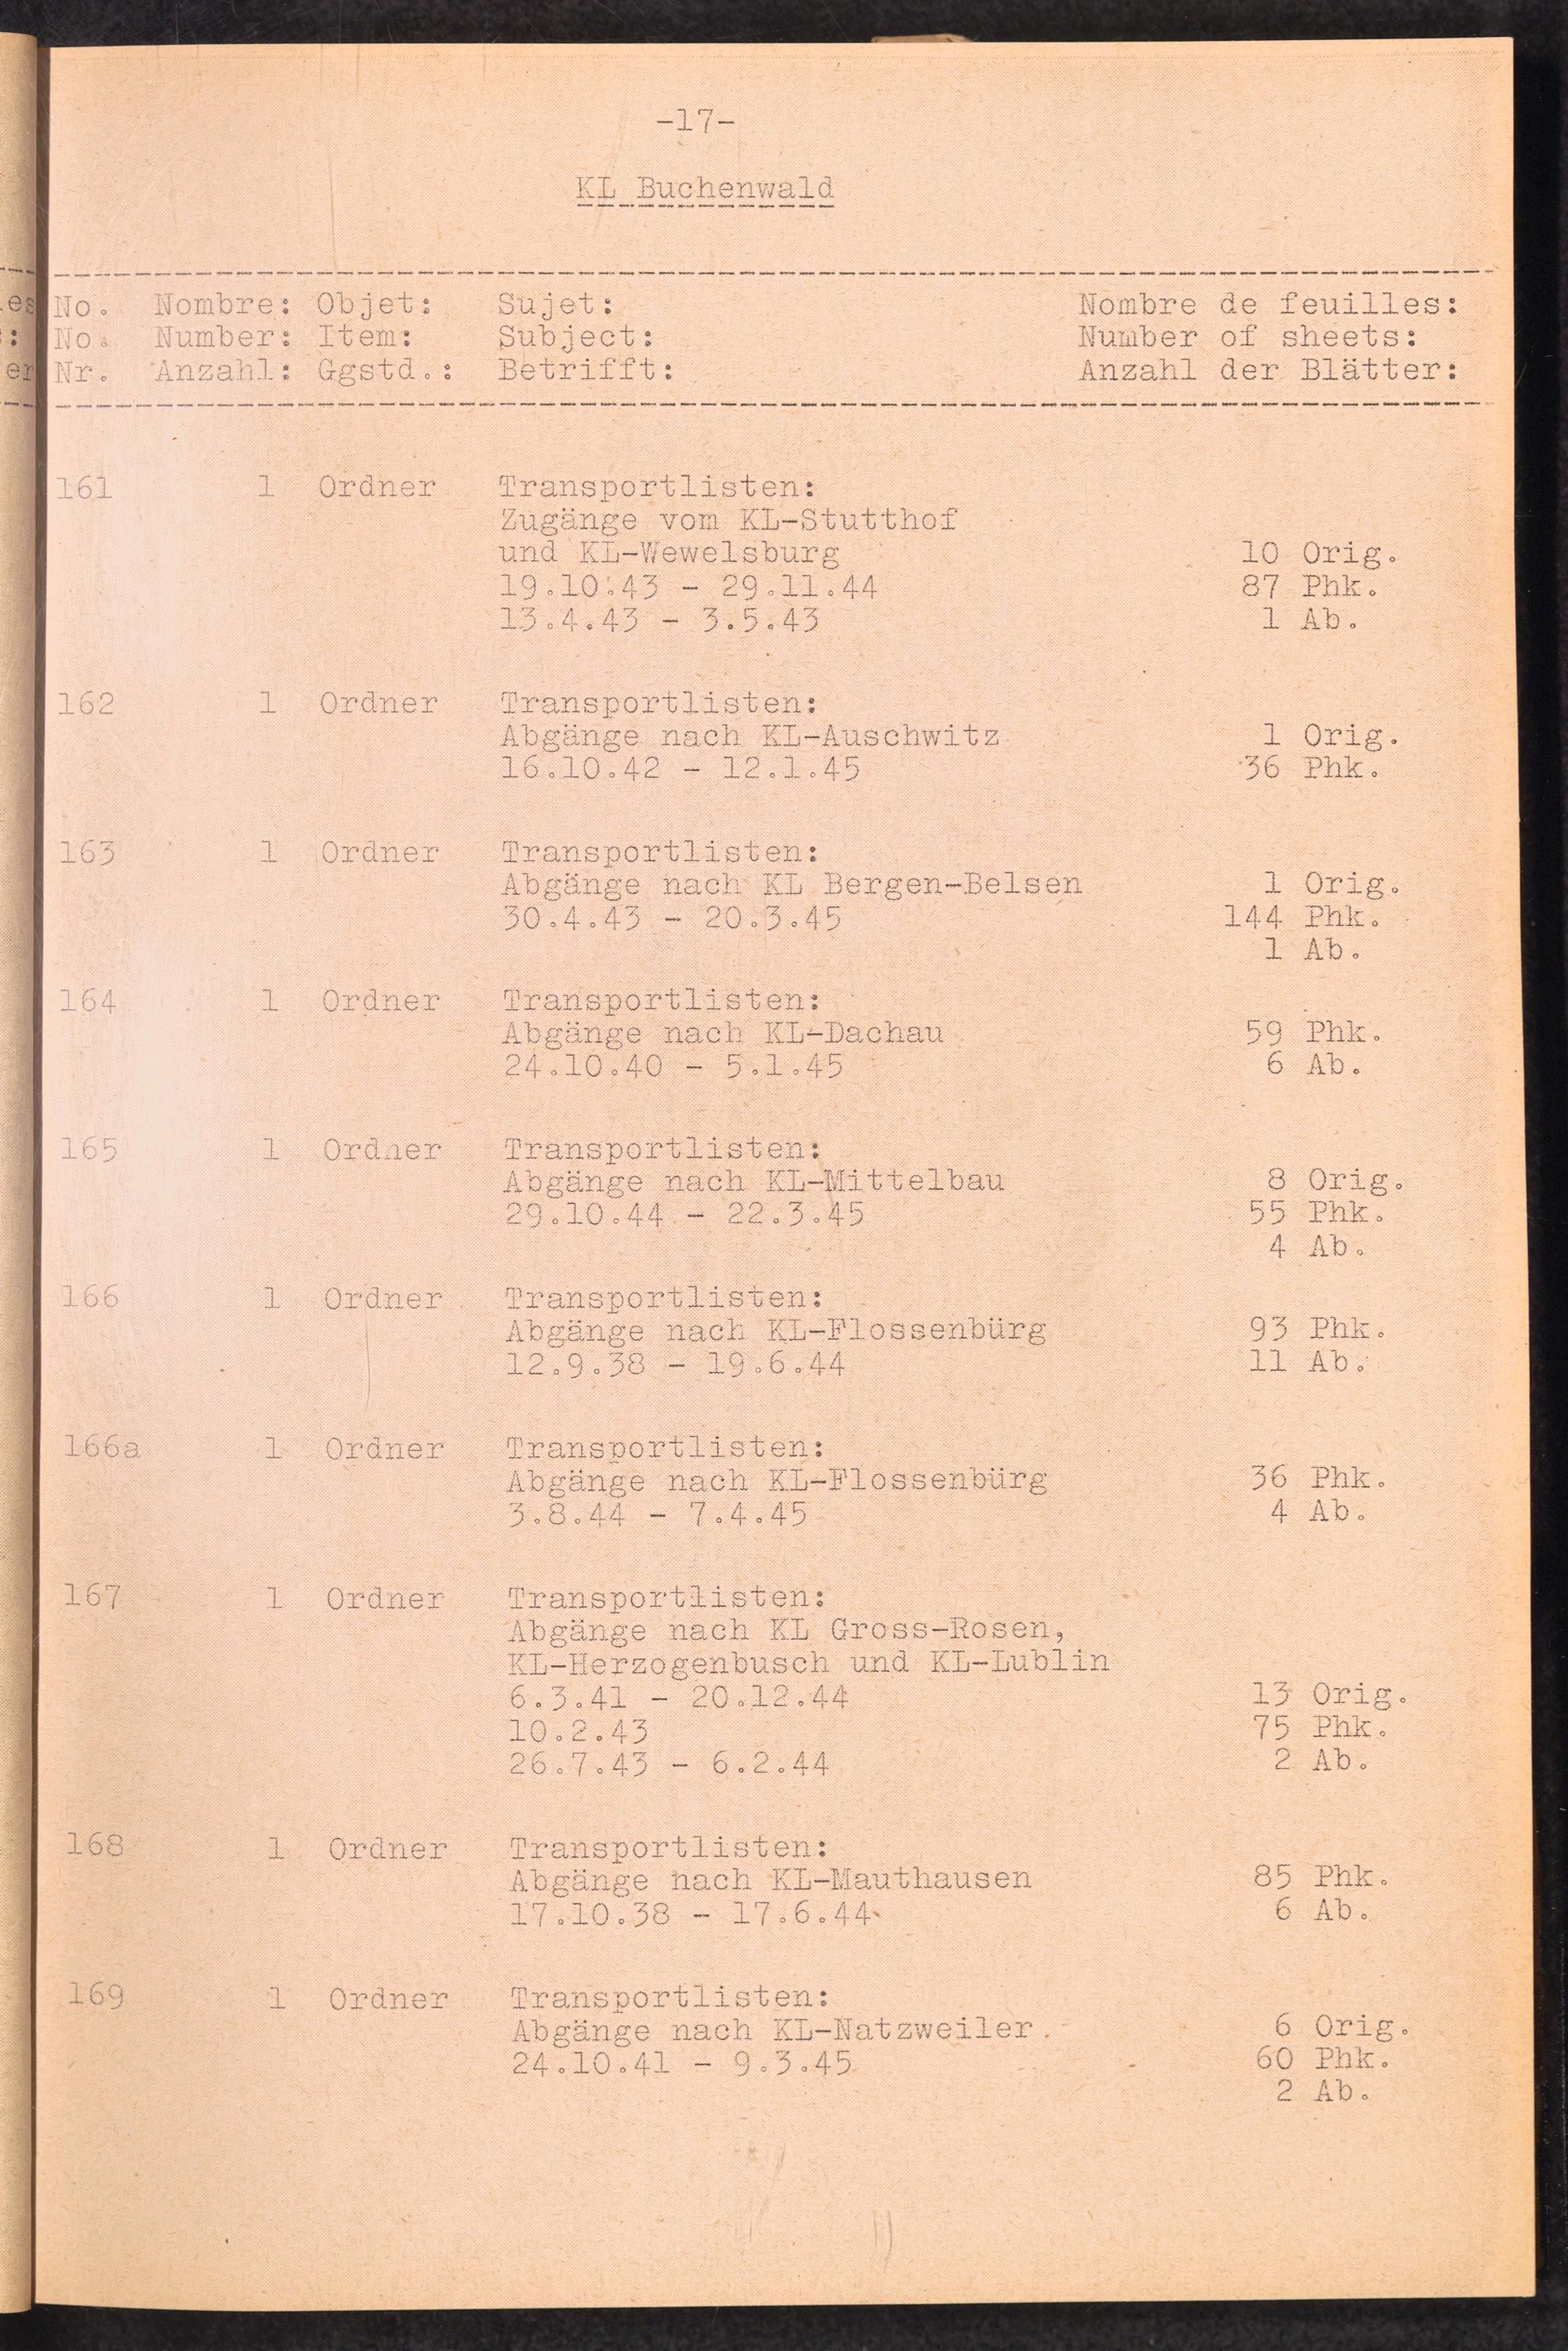 -17-
KL Buchenwald
No. Nombre: Objet: Sujet: Nombre de feuilles:
No. Number: Item: Subject: Number of sheets:
Nr. Anzahl: Ggstd.: Betrifft: Anzahl der Blätter:
161 1 Ordner Transportlisten:
Zugänge vom KL-Stutthof
und KL-Wewelsburg 10 Orig.
19.10.43 - 29.11.44 87 Phk.
13.4.43 - 3.5.43 1 Ab.
162 1 Ordner Transportlisten:
Abgänge nach KL-Auschwitz 1 Orig.
16.10.42 - 12.1.45 36 Phk.
163 1 Ordner Transportlisten:
Abgänge nach KL Bergen-Belsen 1 Orig.
30.4.43 - 20.3.45 144 Phk.
1 Ab.
164 1 Ordner Transportlisten:
Abgänge nach KL-Dachau 59 Phk.
24.10.40 - 5.1.45 6 Ab.
165 1 Ordner Transportlisten:
Abgänge nach KL-Mittelbau 8 Orig.
29.10.44 - 22.3.45 55 Phk.
4 Ab.
166 1 Ordner Transportlisten:
Abgänge nach KL-Flossenbürg 93 Phk.
12.9.38 - 19.6.44 11 Ab.
166a 1 Ordner Transportlisten:
Abgänge nach KL-Flossenbürg 36 Phk.
3.8.44 - 7.4.45 4 Ab.
167 1 Ordner Transportlisten:
Abgänge nach KL Gross-Rosen,
KL-Herzogenbusch und KL-Lublin
6.3.41 - 20.12.44 13 Orig.
10.2.43 75 Phk.
26.7.43 - 6.2.44 2 Ab.
168 1 Ordner Transportlisten:
Abgänge nach KL-Mauthausen 85 Phk.
17.10.38 - 17.6.44 6 Ab.
169 1 Ordner Transportlisten:
Abgänge nach KL-Natzweiler 6 Orig.
24.10.41 - 9.3.45 60 Phk.
2 Ab.